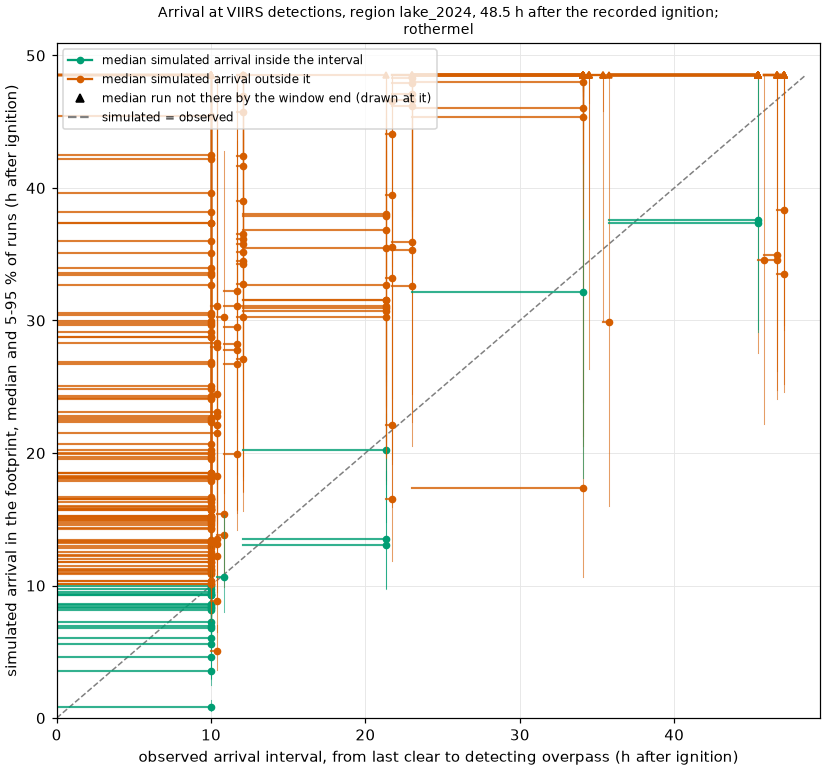 Arrival at VIIRS detections, region lake_2024, 48.5 h after the recorded ignition;
rothermel
median simulated arrival inside the interval
median simulated arrival outside it
median run not there by the window end (drawn at it)
simulated = observed
simulated arrival in the footprint, median and 5-95 % of runs (h after ignition)
50
40
30
20
10
0
0
10
20
30
40
observed arrival interval, from last clear to detecting overpass (h after ignition)